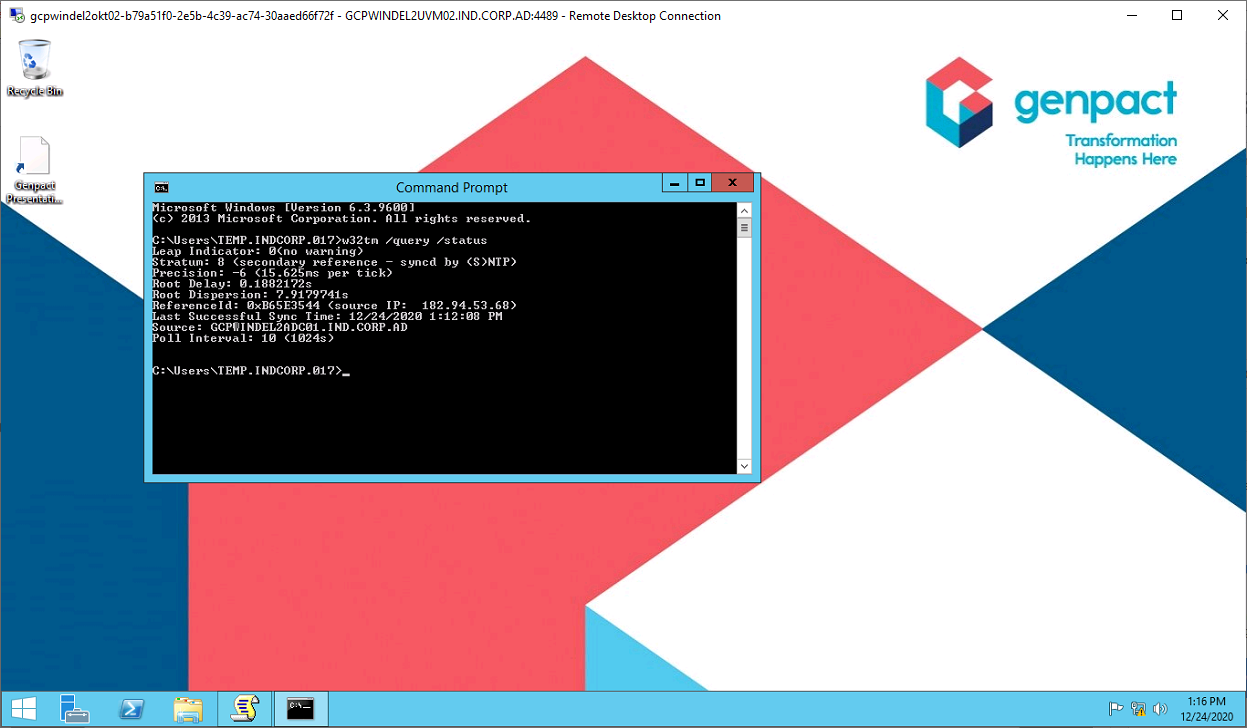 gcpwindel2okt02-b79a51f0-2e5b-4c39-ac74-30aaed66f72f - GCPWINDEL2UVM02.IND.CORP.AD:4489 - Remote Desktop Connection
Recycle Bin
genpact
Transformation
Happens Here
Genpact
Presentati...
Command Prompt
Microsoft Windows [Version 6.3.9600]
(c) 2013 Microsoft Corporation. All rights reserved.
C:\Users\TEMP.INDCORP.017>w32tm /query /status
Leap Indicator: 0(no warning)
Stratum: 8 (secondary reference - syncd by (S)NTP)
Precision: -6 (15.625ms per tick)
Root Delay: 0.1882172s
Root Dispersion: 7.9179741s
ReferenceId: 0xB65E3544 (source IP:  182.94.53.68)
Last Successful Sync Time: 12/24/2020 1:12:08 PM
Source: GCPWINDEL2ADC01.IND.CORP.AD
Poll Interval: 10 (1024s)
C:\Users\TEMP.INDCORP.017>_
1:16 PM
12/24/2020